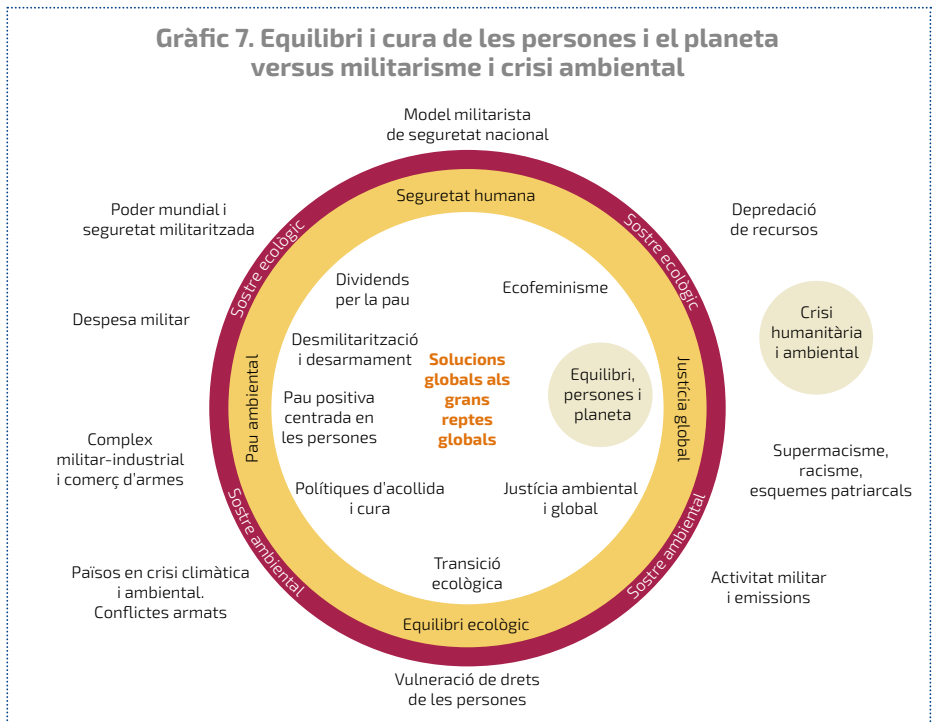 Gràfic 7. Equilibri i cura de les persones i el planeta
versus militarisme i crisi ambiental
Model militarista
de seguretat nacional
Seguretat humana
Poder mundial i
seguretat militaritzada
Depredació
de recursos
Sostre ecològic
Sostre ecològic
Dividends
per la pau
Ecofeminisme
Despesa militar
Crisi
humanitària
i ambiental
Desmilitarització
i desarmament
Solucions
globals als
grans
reptes
globals
Equilibri,
persones i
planeta
Pau ambiental
Justícia global
Pau positiva
centrada en
les persones
Complex
militar-industrial
i comerç d'armes
Supermacisme,
racisme,
esquemes patriarcals
Polítiques d'acollida
i cura
Justícia ambiental
i global
Sostre ambiental
Sostre ambiental
Transició
ecològica
Països en crisi climàtica
i ambiental.
Conflictes armats
Activitat militar
i emissions
Equilibri ecològic
Vulneració de drets
de les persones